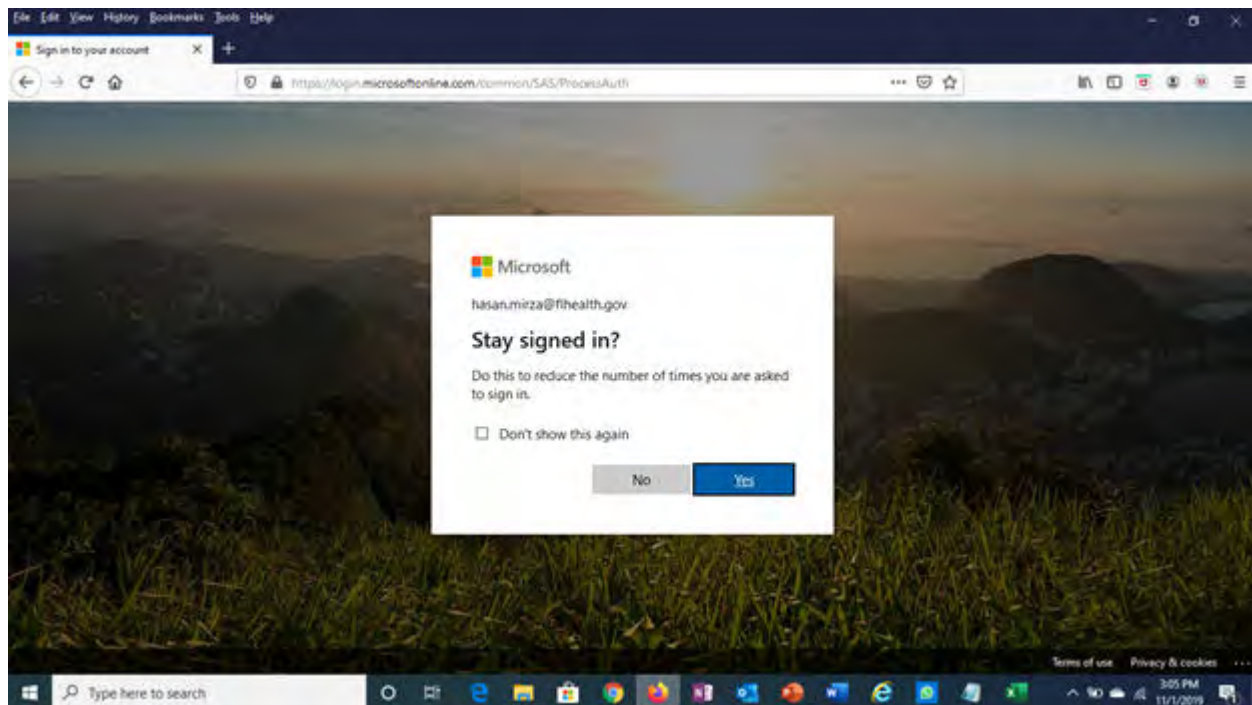 File Edit View History Bookmarks Tools Help
Sign in to your account
https://login.microsoftonline.com/common/SAS/ProcessAuth
Microsoft
hasan.mirza@flhealth.gov
Stay signed in?
Do this to reduce the number of times you are asked
to sign in.
Don't show this again
No Yes
Terms of use Privacy & cookies
Type here to search
3:05 PM
11/1/2019